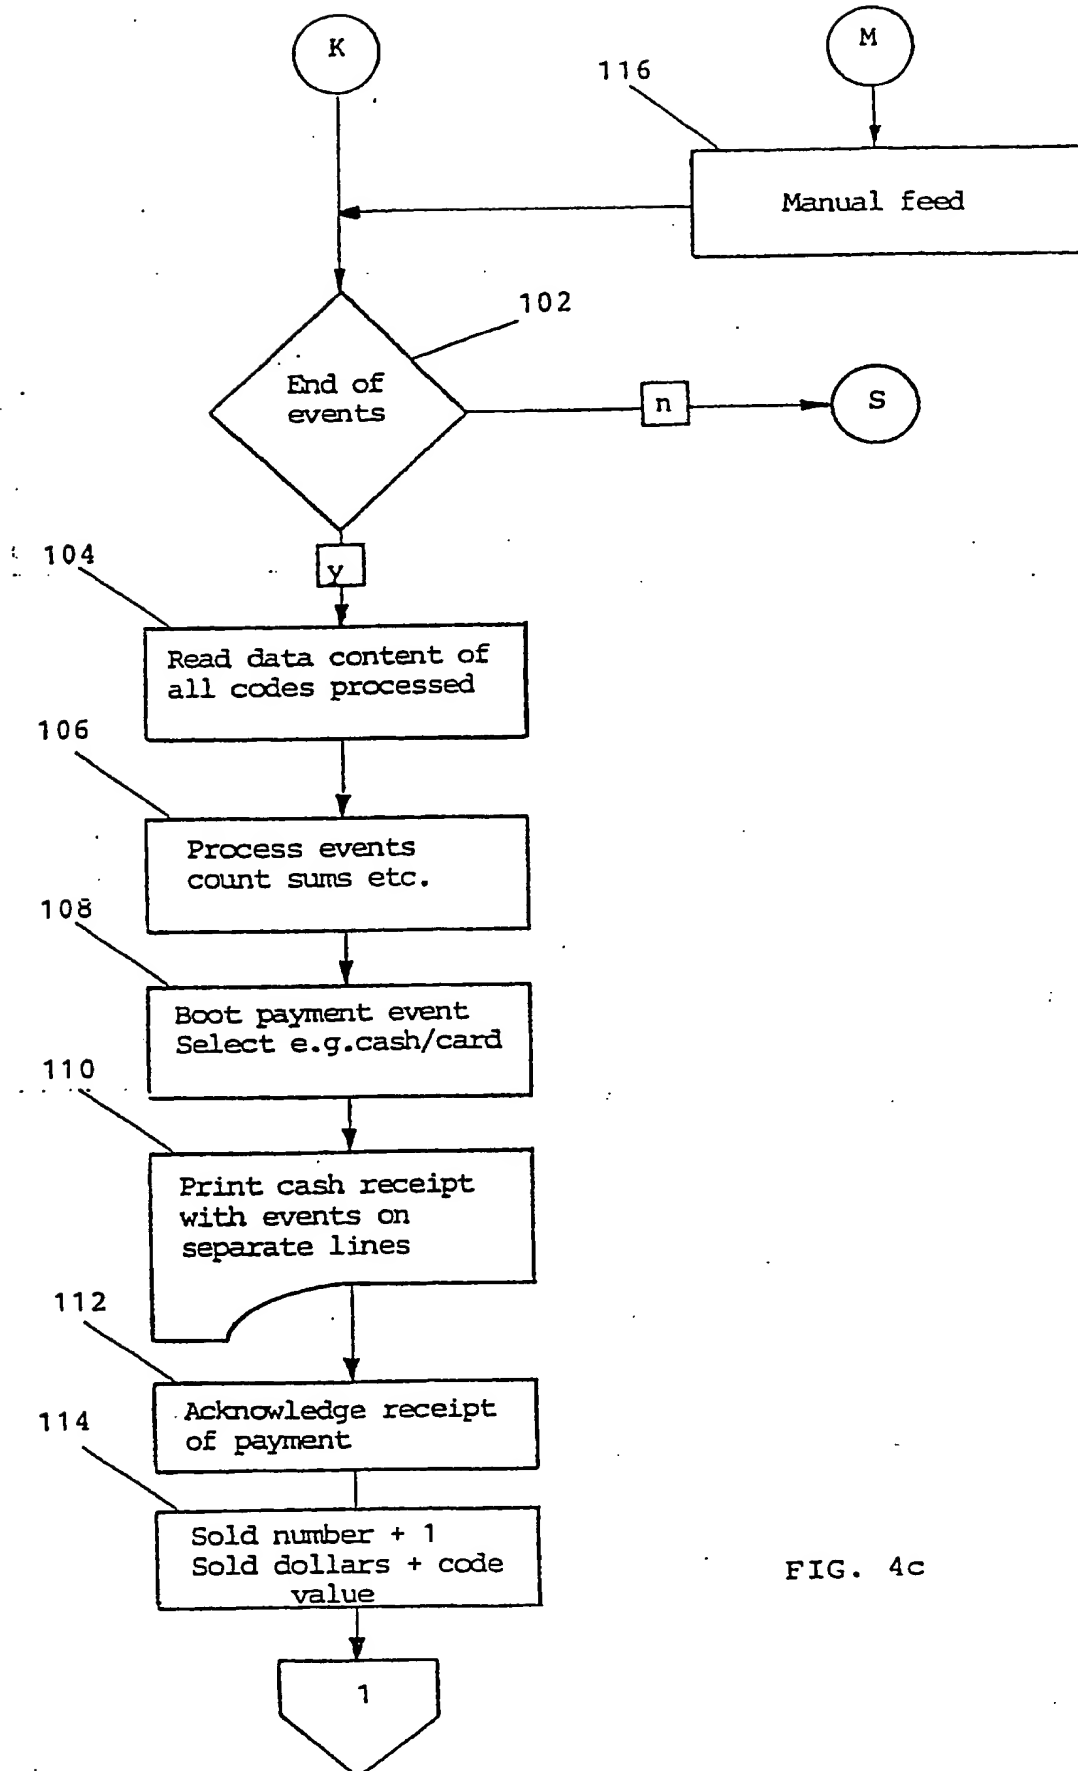 K
M
116
Manual feed
102
End of
events
n
S
y
104
Read data content of
all codes processed
106
Process events
count sums etc.
108
Boot payment event
Select e.g.cash/card
110
Print cash receipt
with events on
separate lines
112
Acknowledge receipt
of payment
114
Sold number + 1
Sold dollars + code
value
FIG. 4c
1